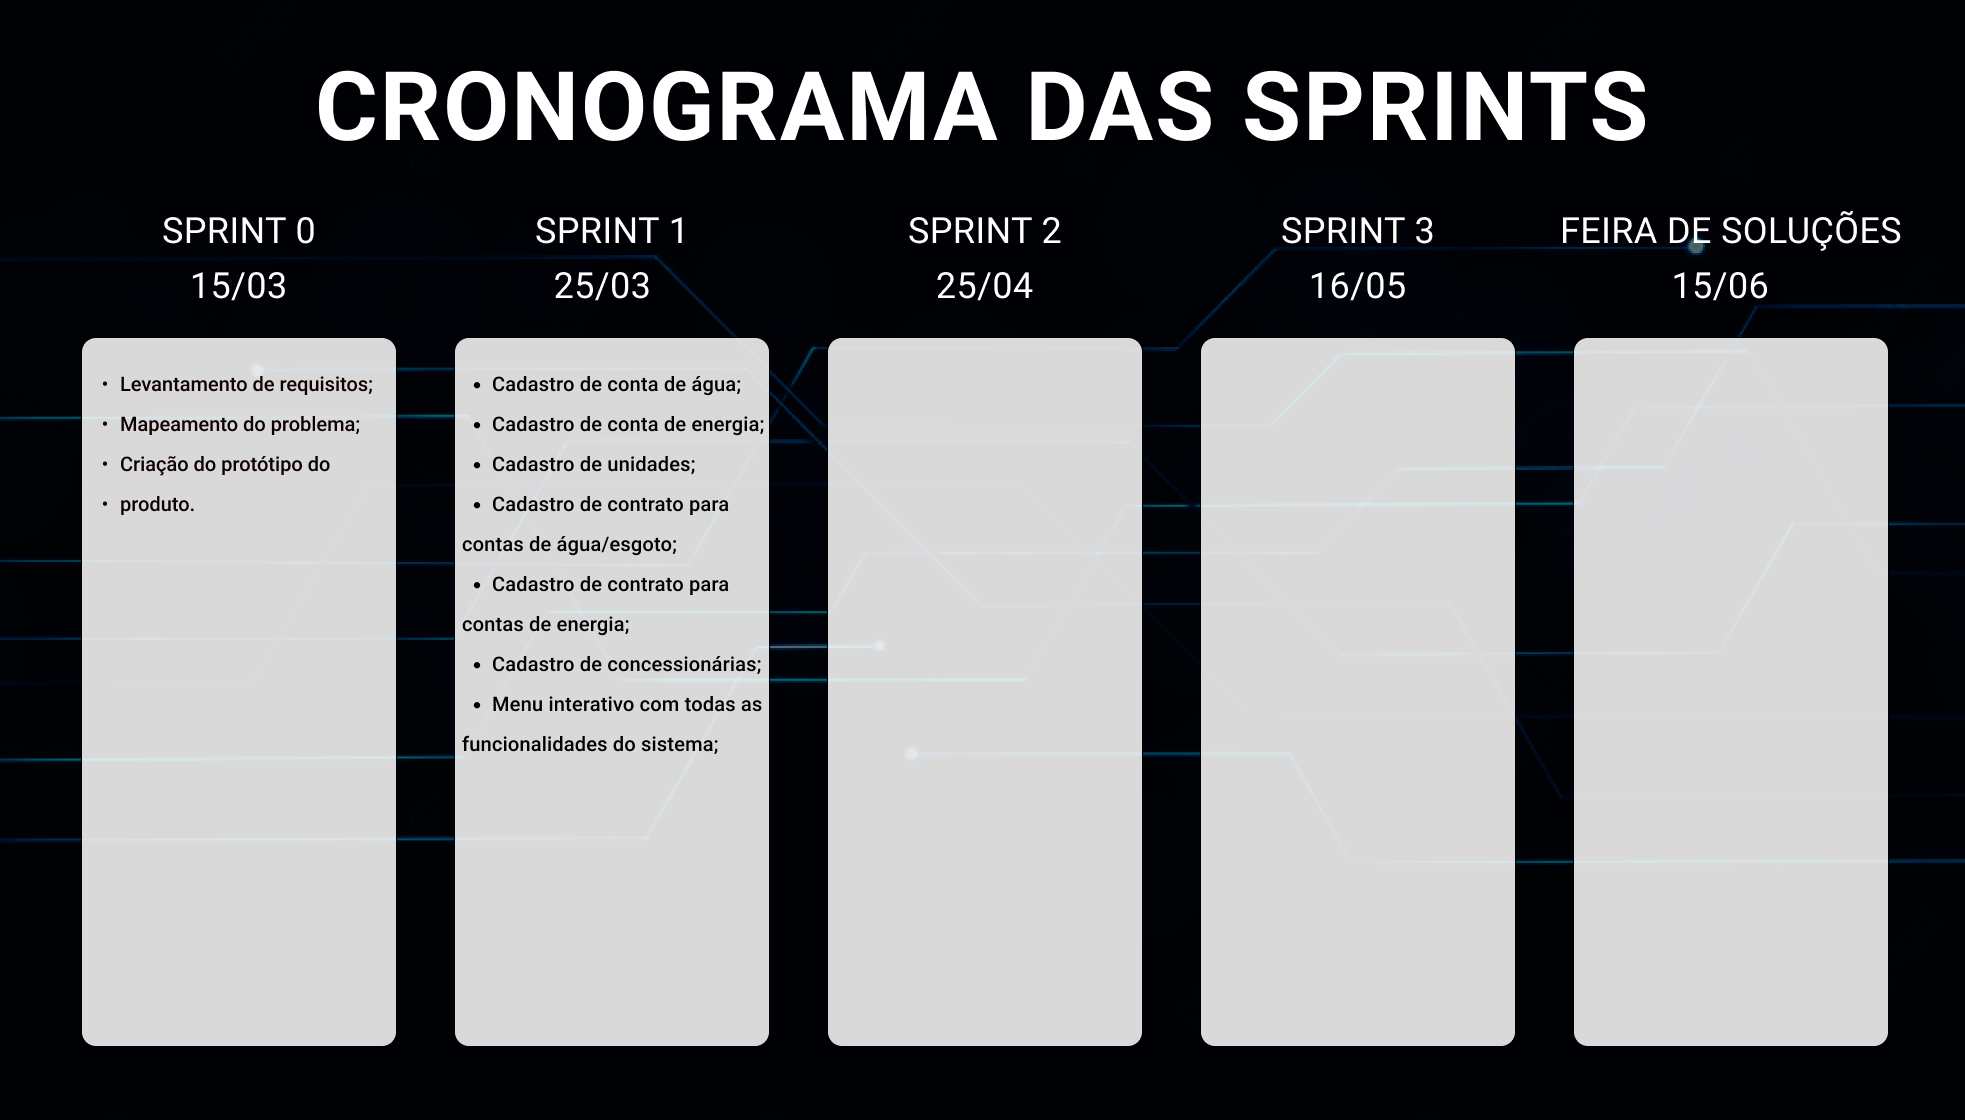 CRONOGRAMA DAS SPRINTS
SPRINT 0
15/03
• Levantamento de requisitos;
• Mapeamento do problema;
• Criação do protótipo do
• produto.
SPRINT 1
25/03
• Cadastro de conta de água;
• Cadastro de conta de energia;
• Cadastro de unidades;
• Cadastro de contrato para
contas de água/esgoto;
• Cadastro de contrato para
contas de energia;
• Cadastro de concessionárias;
• Menu interativo com todas as
funcionalidades do sistema;
SPRINT 2
25/04
SPRINT 3
16/05
FEIRA DE SOLUÇÕES
15/06